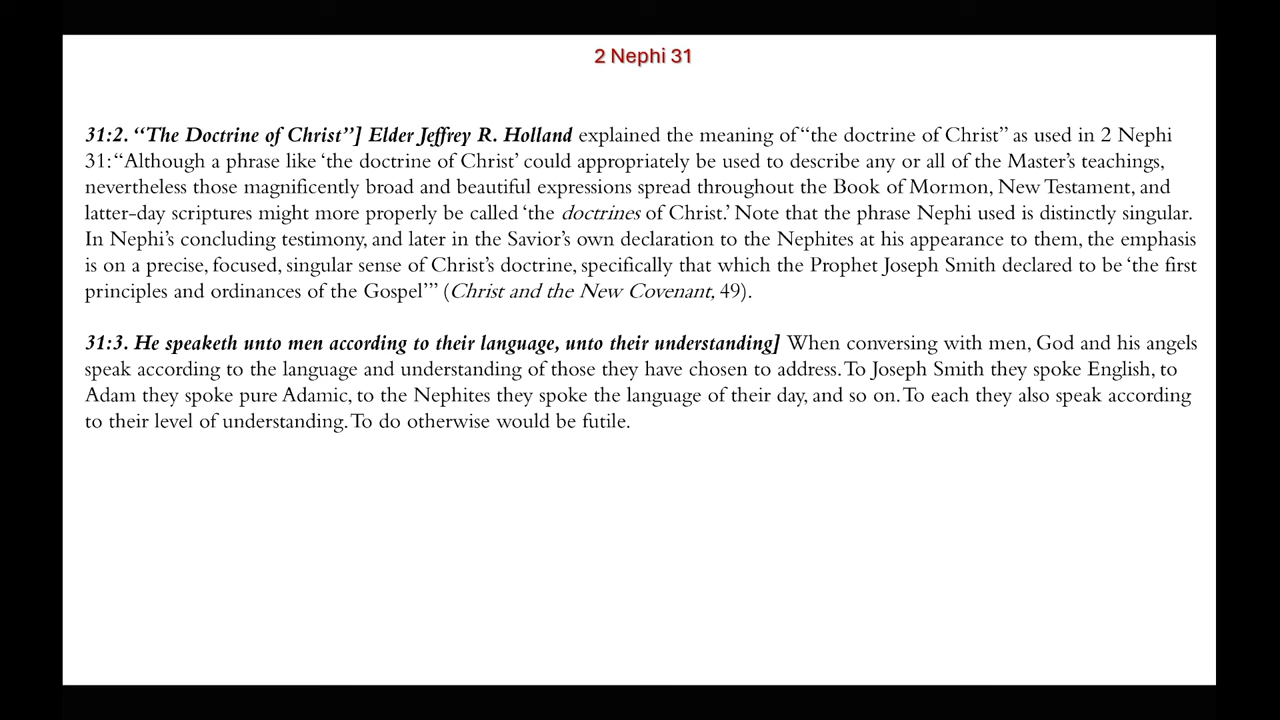 2 Nephi 31
31:2. “The Doctrine of Christ”] Elder Jeffrey R. Holland explained the meaning of “the doctrine of Christ” as used in 2 Nephi
31: “Although a phrase like ‘the doctrine of Christ’ could appropriately be used to describe any or all of the Master’s teachings,
nevertheless those magnificently broad and beautiful expressions spread throughout the Book of Mormon, New Testament, and
latter-day scriptures might more properly be called ‘the doctrines of Christ.’ Note that the phrase Nephi used is distinctly singular.
In Nephi’s concluding testimony, and later in the Savior’s own declaration to the Nephites at his appearance to them, the emphasis
is on a precise, focused, singular sense of Christ’s doctrine, specifically that which the Prophet Joseph Smith declared to be ‘the first
principles and ordinances of the Gospel’” (Christ and the New Covenant, 49).
31:3. He speaketh unto men according to their language, unto their understanding] When conversing with men, God and his angels
speak according to the language and understanding of those they have chosen to address. To Joseph Smith they spoke English, to
Adam they spoke pure Adamic, to the Nephites they spoke the language of their day, and so on. To each they also speak according
to their level of understanding. To do otherwise would be futile.